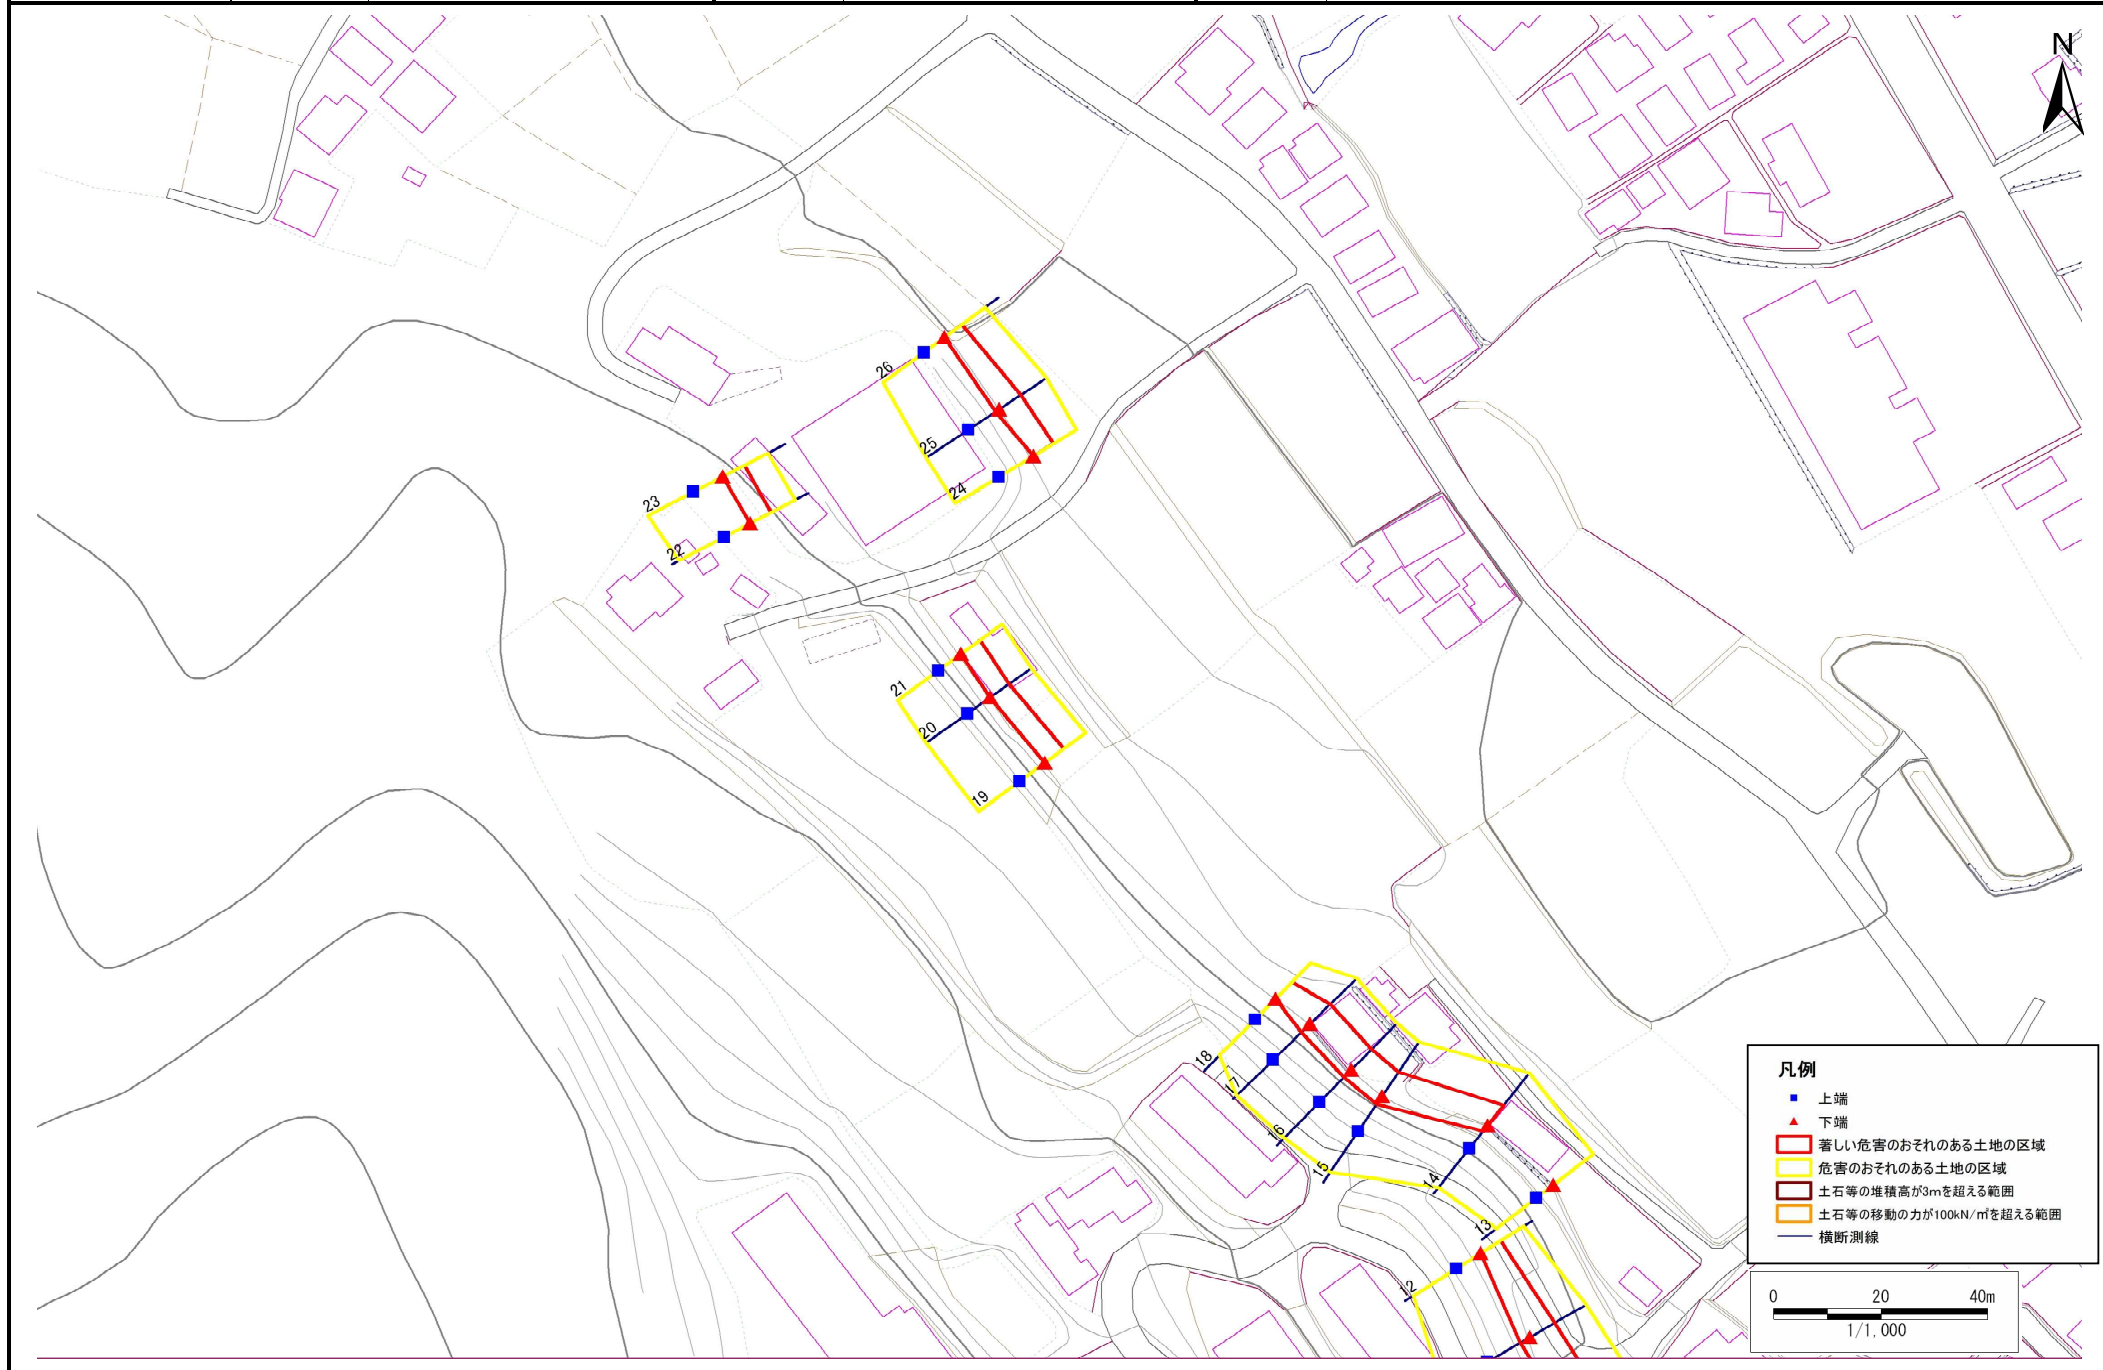 N
26
25
24
23
22
21
20
19
18
17
16
15
14
13
12
凡例
上端
下端
著しい危害のおそれのある土地の区域
危害のおそれのある土地の区域
土石等の堆積高が3mを超える範囲
土石等の移動の力が100kN/㎡を超える範囲
横断測線
0 20 40m
1/1,000